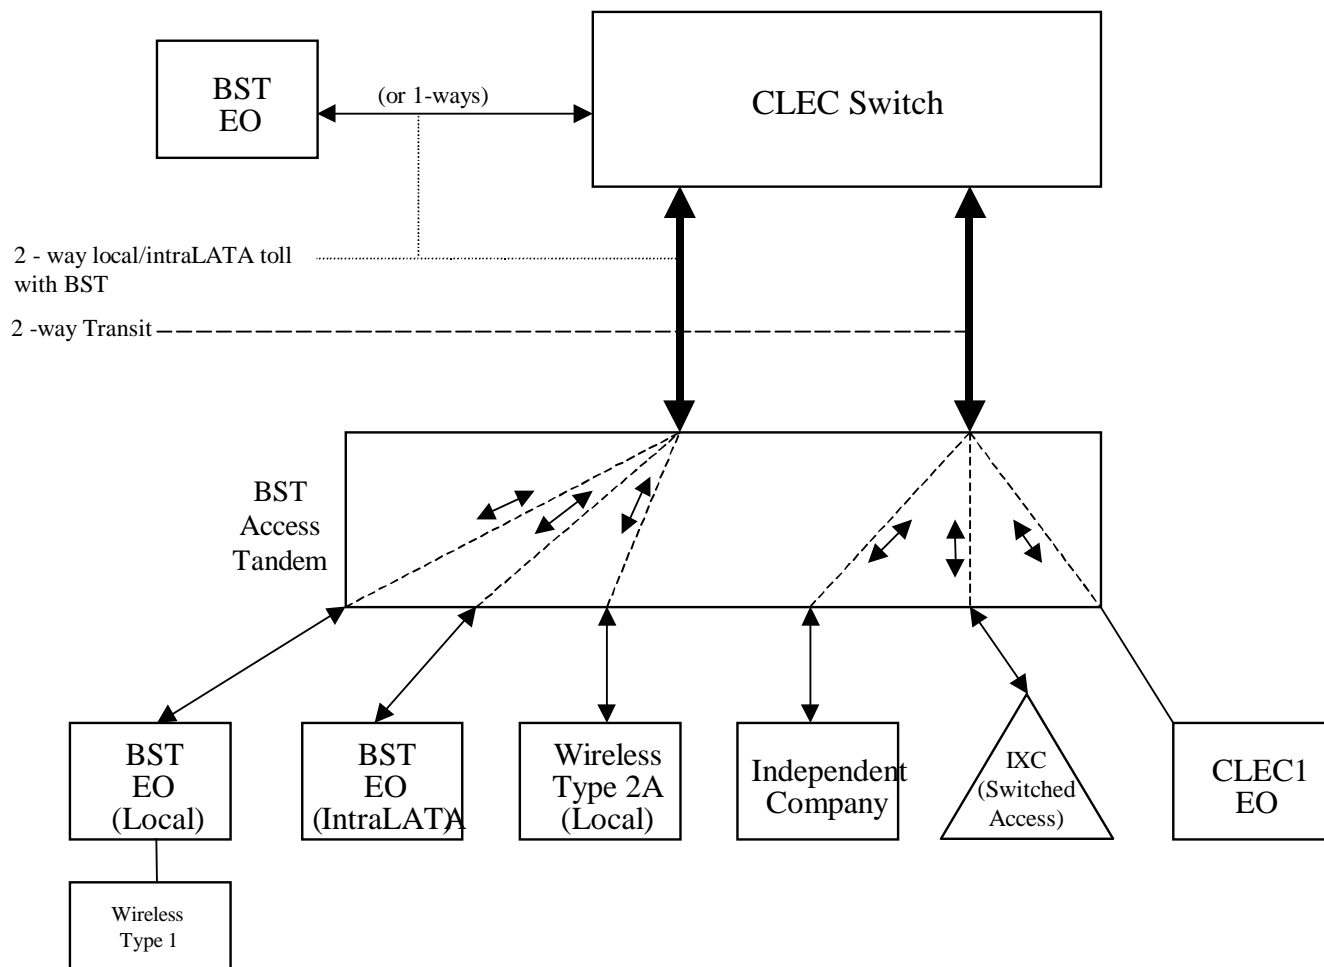 BST
EO
(or 1-ways)
CLEC Switch
2 - way local/intraLATA toll
with BST
2 -way Transit
BST
Access
Tandem
BST
EO
(Local)
BST
EO
(IntraLATA)
Wireless
Type 2A
(Local)
Independent
Company
IXC
(Switched
Access)
CLEC1
EO
Wireless
Type 1